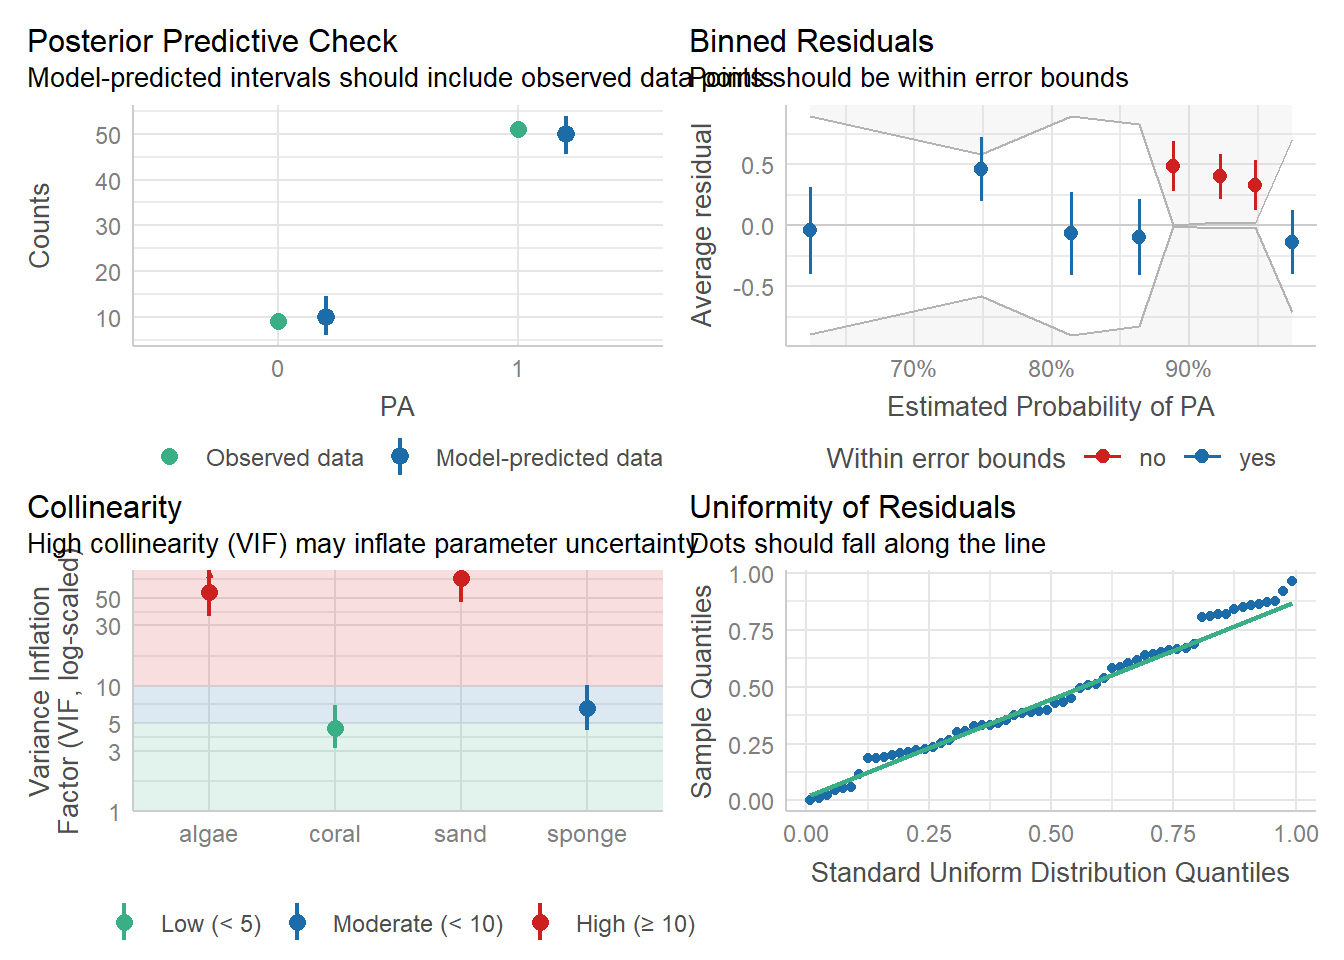 Posterior Predictive Check
Model-predicted intervals should include observed data points
Counts
50
40
30
20
10
0
1
PA
Observed data
Model-predicted data
Binned Residuals
Points should be within error bounds
Average residual
0.5
0.0
-0.5
70%
80%
90%
Estimated Probability of PA
Within error bounds
no
yes
Collinearity
High collinearity (VIF) may inflate parameter uncertainty
Variance Inflation
Factor (VIF, log-scaled)
50
30
10
5
3
1
algae
coral
sand
sponge
Low (< 5)
Moderate (< 10)
High (≥ 10)
Uniformity of Residuals
Dots should fall along the line
Sample Quantiles
1.00
0.75
0.50
0.25
0.00
0.00
0.25
0.50
0.75
1.00
Standard Uniform Distribution Quantiles